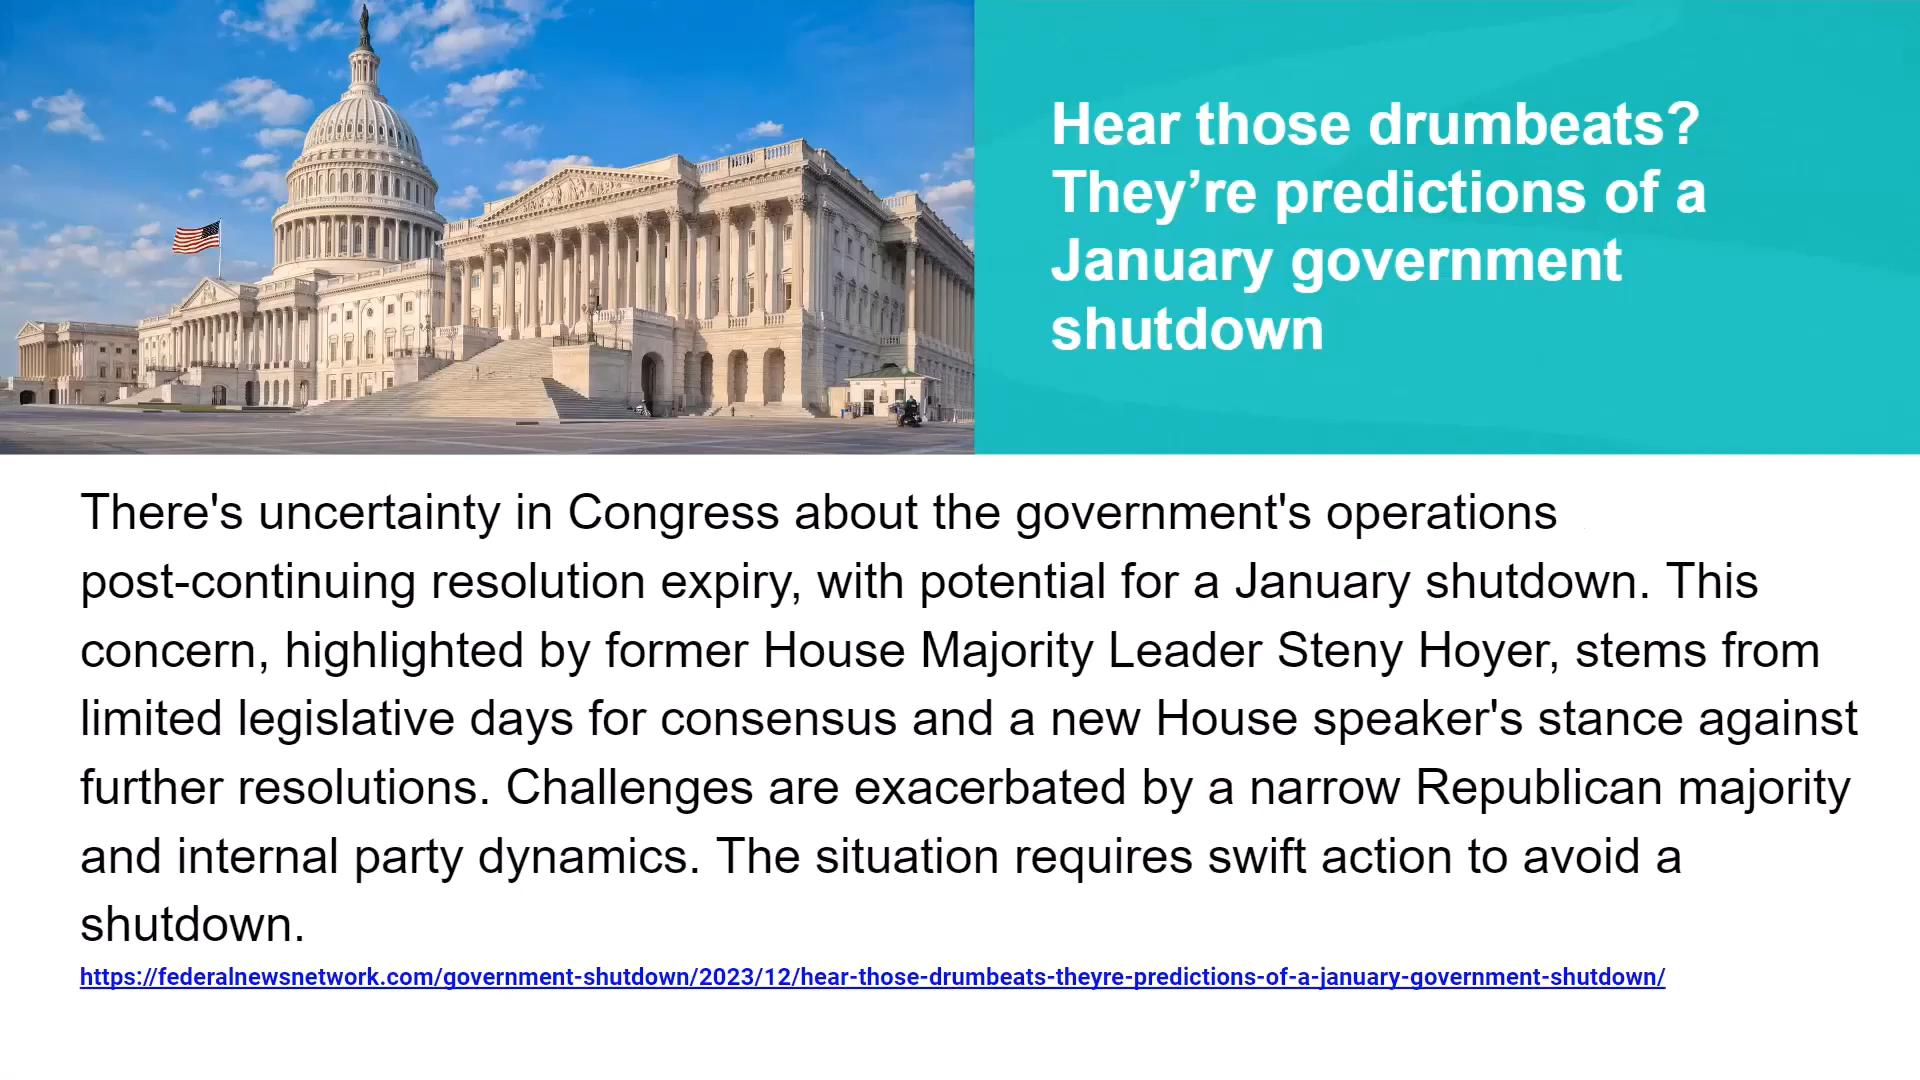 Hear those drumbeats?
They’re predictions of a
January government
shutdown
There's uncertainty in Congress about the government's operations
post-continuing resolution expiry, with potential for a January shutdown. This
concern, highlighted by former House Majority Leader Steny Hoyer, stems from
limited legislative days for consensus and a new House speaker's stance against
further resolutions. Challenges are exacerbated by a narrow Republican majority
and internal party dynamics. The situation requires swift action to avoid a
shutdown.
https://federalnewsnetwork.com/government-shutdown/2023/12/hear-those-drumbeats-theyre-predictions-of-a-january-government-shutdown/